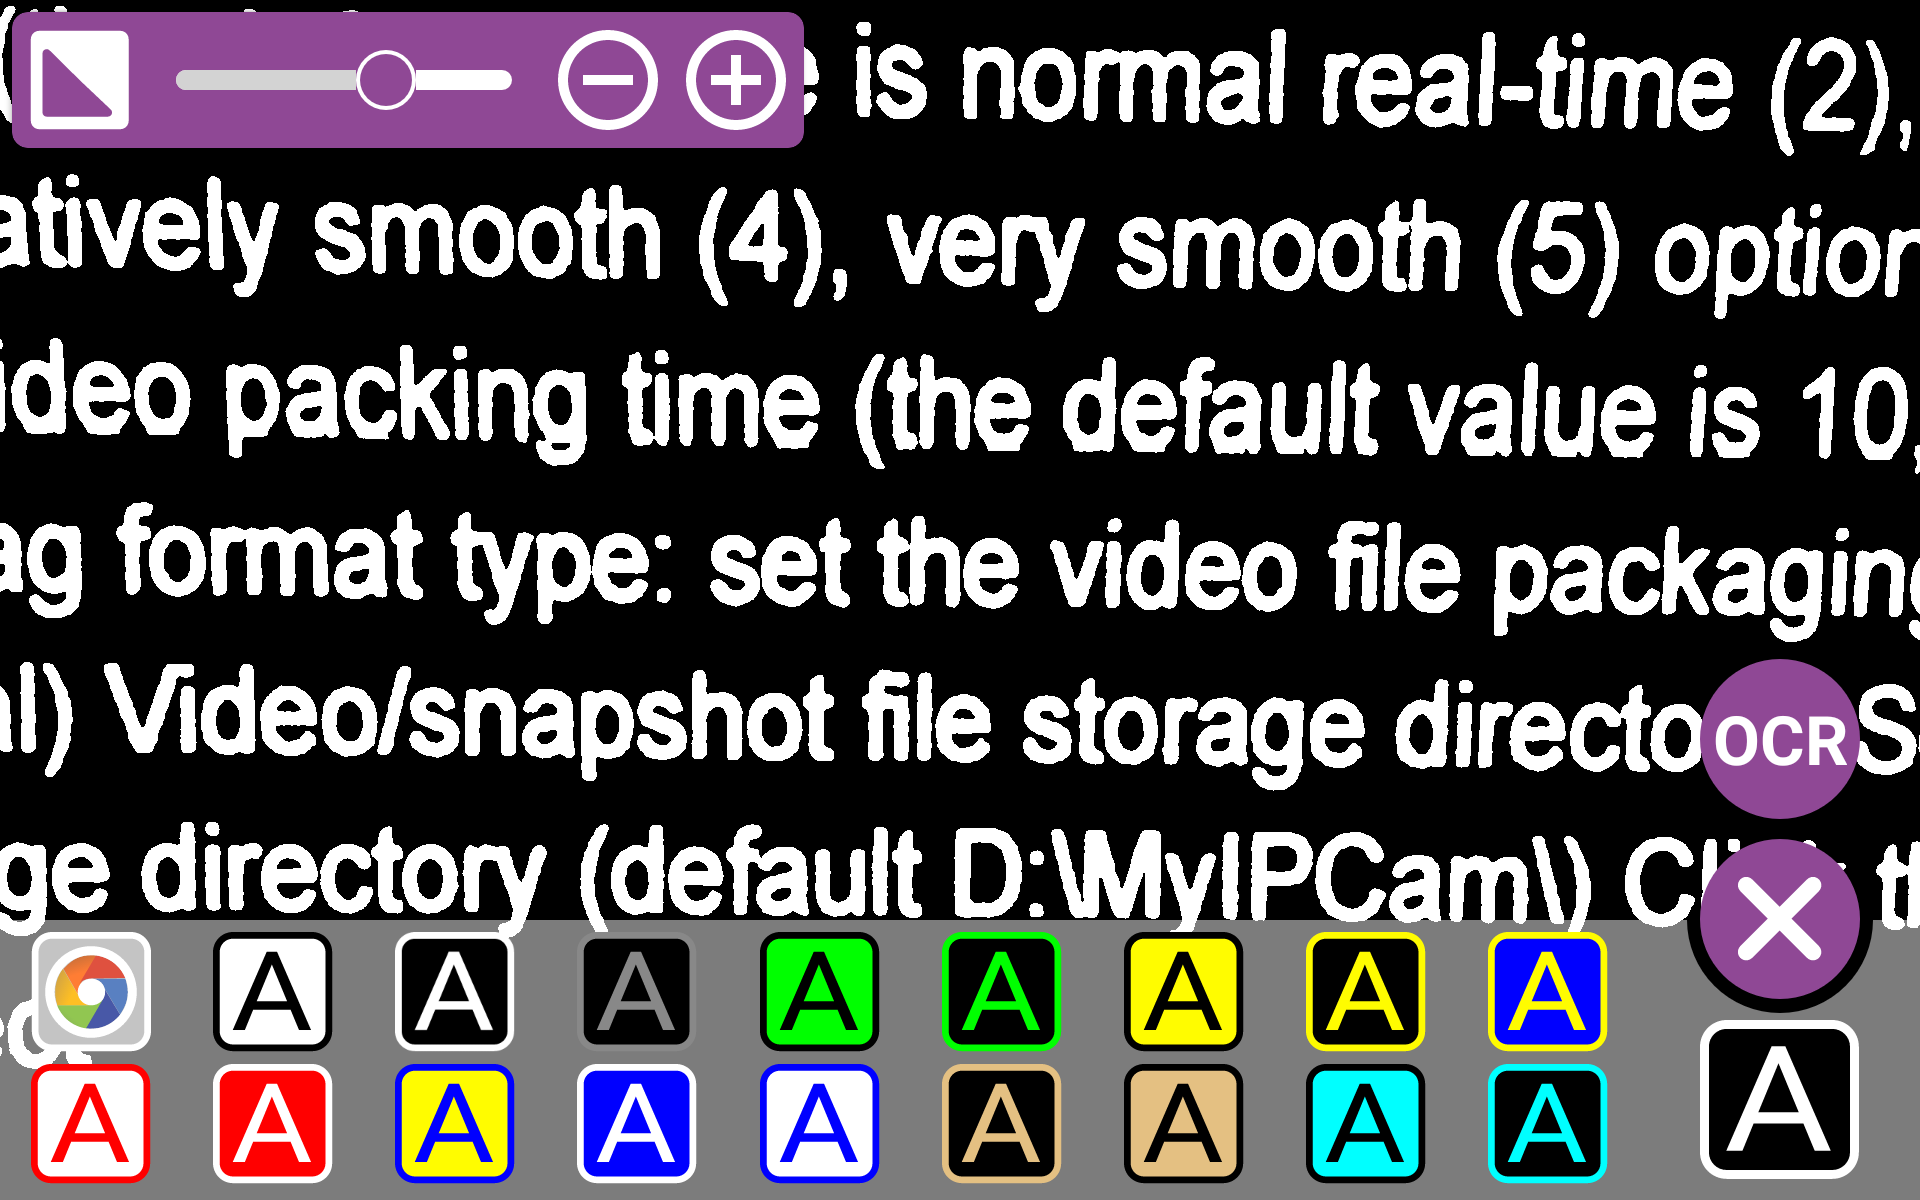 is normal real-time (2),
atively smooth (4), very smooth (5) option
ideo packing time (the default value is 10,
ag format type: set the video file packaging
al) Video/snapshot file storage directo
OCR
ge directory (default D:\MyIPCam\) Cli
A A A A A A A A
A A A A A A A A A
A